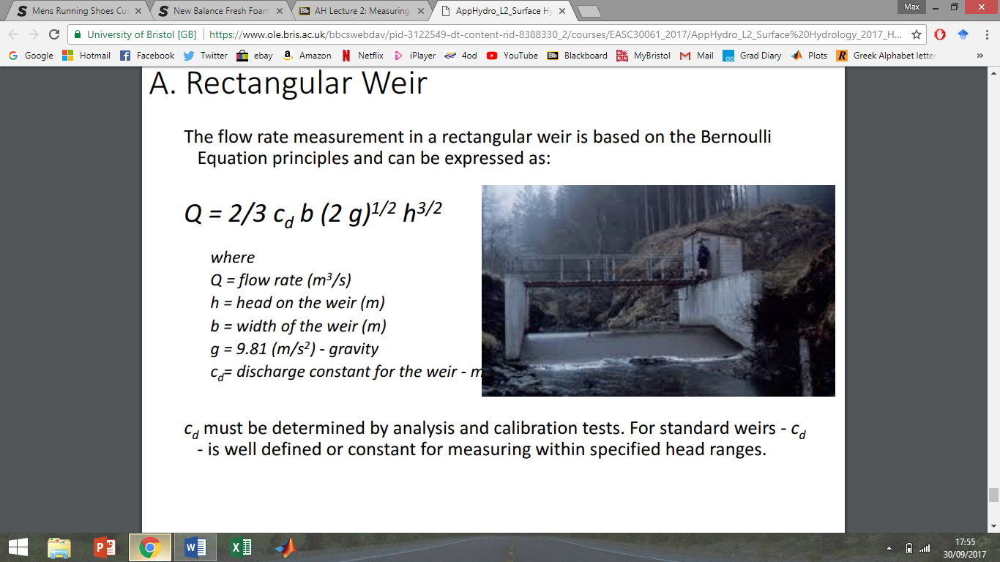 Max
Mens Running Shoes Cus
New Balance Fresh Foam
Bb AH Lecture 2: Measuring
AppHydro_L2_Surface Hy
University of Bristol [GB] | https://www.ole.bris.ac.uk/bbcswebdav/pid-3122549-dt-content-rid-8388330_2/courses/EASC30061_2017/AppHydro_L2_Surface%20Hydrology_2017_H...
Google Hotmail Facebook Twitter ebay Amazon Netflix iPlayer 4od YouTube Bb Blackboard MyBristol Mail GD Grad Diary Plots R Greek Alphabet letter »
A. Rectangular Weir
The flow rate measurement in a rectangular weir is based on the Bernoulli
Equation principles and can be expressed as:
Q = 2/3 c_d b (2 g)^1/2 h^3/2
where
Q = flow rate (m³/s)
h = head on the weir (m)
b = width of the weir (m)
g = 9.81 (m/s²) - gravity
c_d= discharge constant for the weir - m
c_d must be determined by analysis and calibration tests. For standard weirs - c_d
- is well defined or constant for measuring within specified head ranges.
17:55
30/09/2017